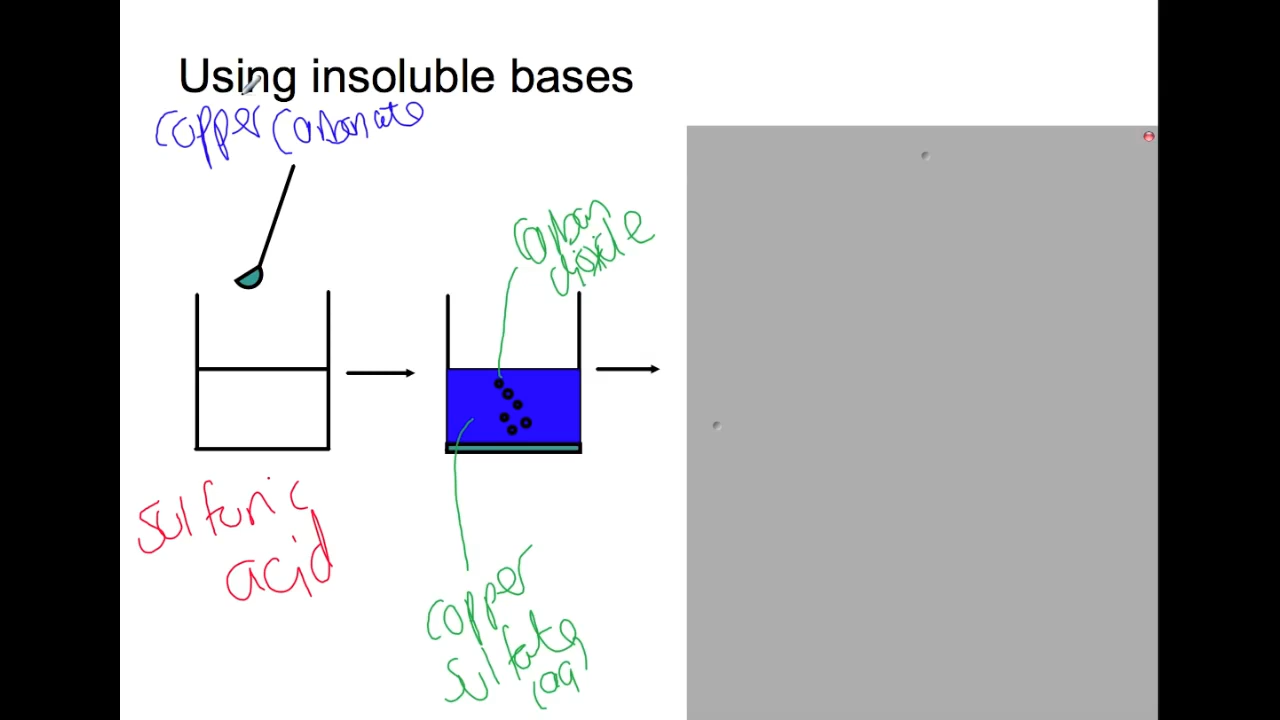 Using insoluble bases
copper carbonate
carbon
dioxide
sulfuric
acid
copper
sulfate
(aq